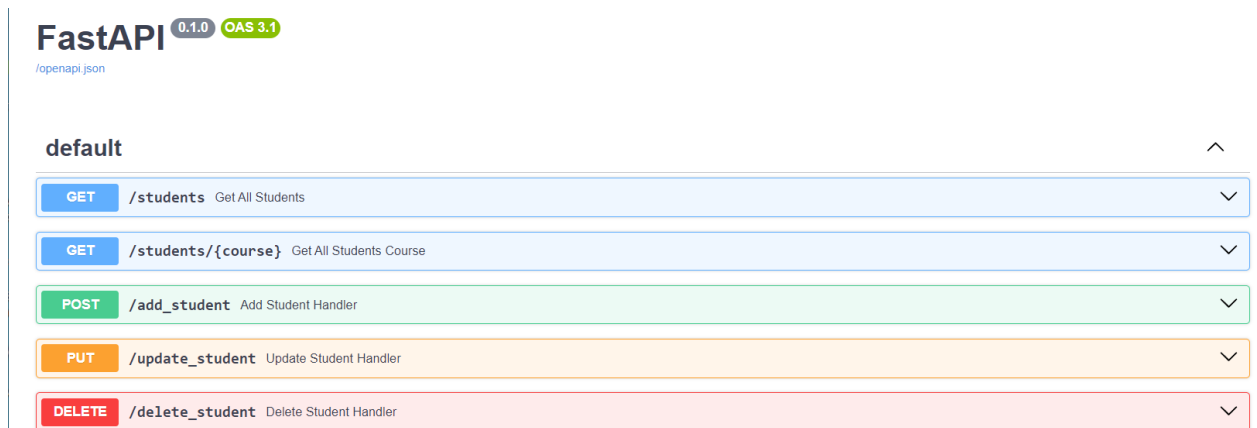 FastAPI 0.1.0 OAS 3.1
/openapi.json
default
GET /students Get All Students
GET /students/{course} Get All Students Course
POST /add_student Add Student Handler
PUT /update_student Update Student Handler
DELETE /delete_student Delete Student Handler